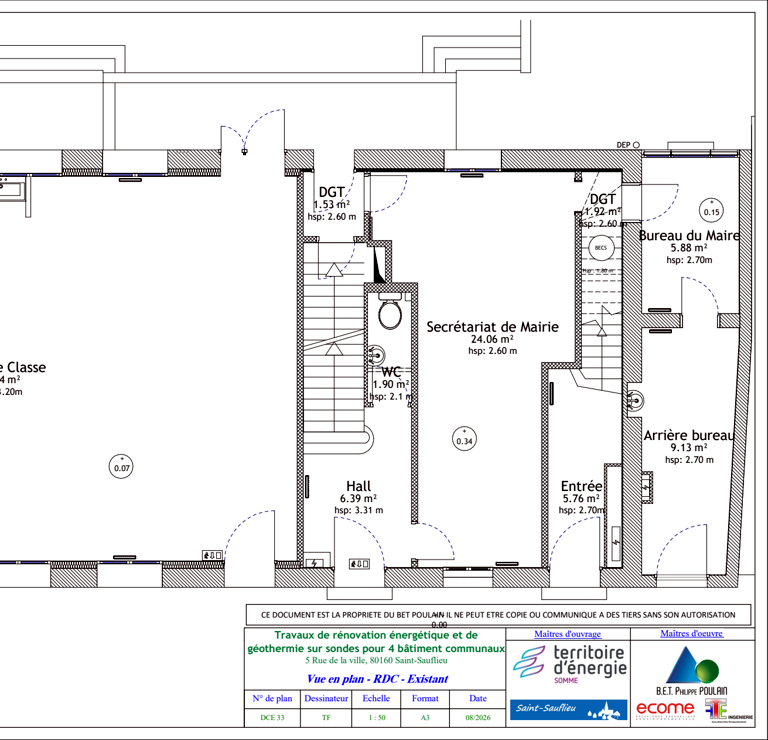 DEP
DGT
1.53 m²
hsp: 2.60 m
DGT
1.92 m²
hsp: 2.60 m
BECS
0.15
Bureau du Maire
5.88 m²
hsp: 2.70m
Secrétariat de Mairie
24.06 m²
hsp: 2.60 m
e Classe
4 m²
3.20m
WC
1.90 m²
hsp: 2.1 m
0.34
0.07
Arrière bureau
9.13 m²
hsp: 2.70 m
Hall
6.39 m²
hsp: 3.31 m
Entrée
5.76 m²
hsp: 2.70m
CE DOCUMENT EST LA PROPRIETE DU BET POULAIN IL NE PEUT ETRE COPIE OU COMMUNIQUE A DES TIERS SANS SON AUTORISATION
0.00
Travaux de rénovation énergétique et de
géothermie sur sondes pour 4 bâtiment communaux
5 Rue de la ville, 80160 Saint-Sauflieu
Vue en plan - RDC - Existant
N° de plan Dessinateur Echelle Format Date
DCE 33 TF 1 : 50 A3 08/2026
Maîtres d'ouvrage
territoire
d'énergie
SOMME
Saint-Sauflieu
Maîtres d'oeuvre
B.E.T. PHILIPPE POULAIN
ecome
INGENIERIE